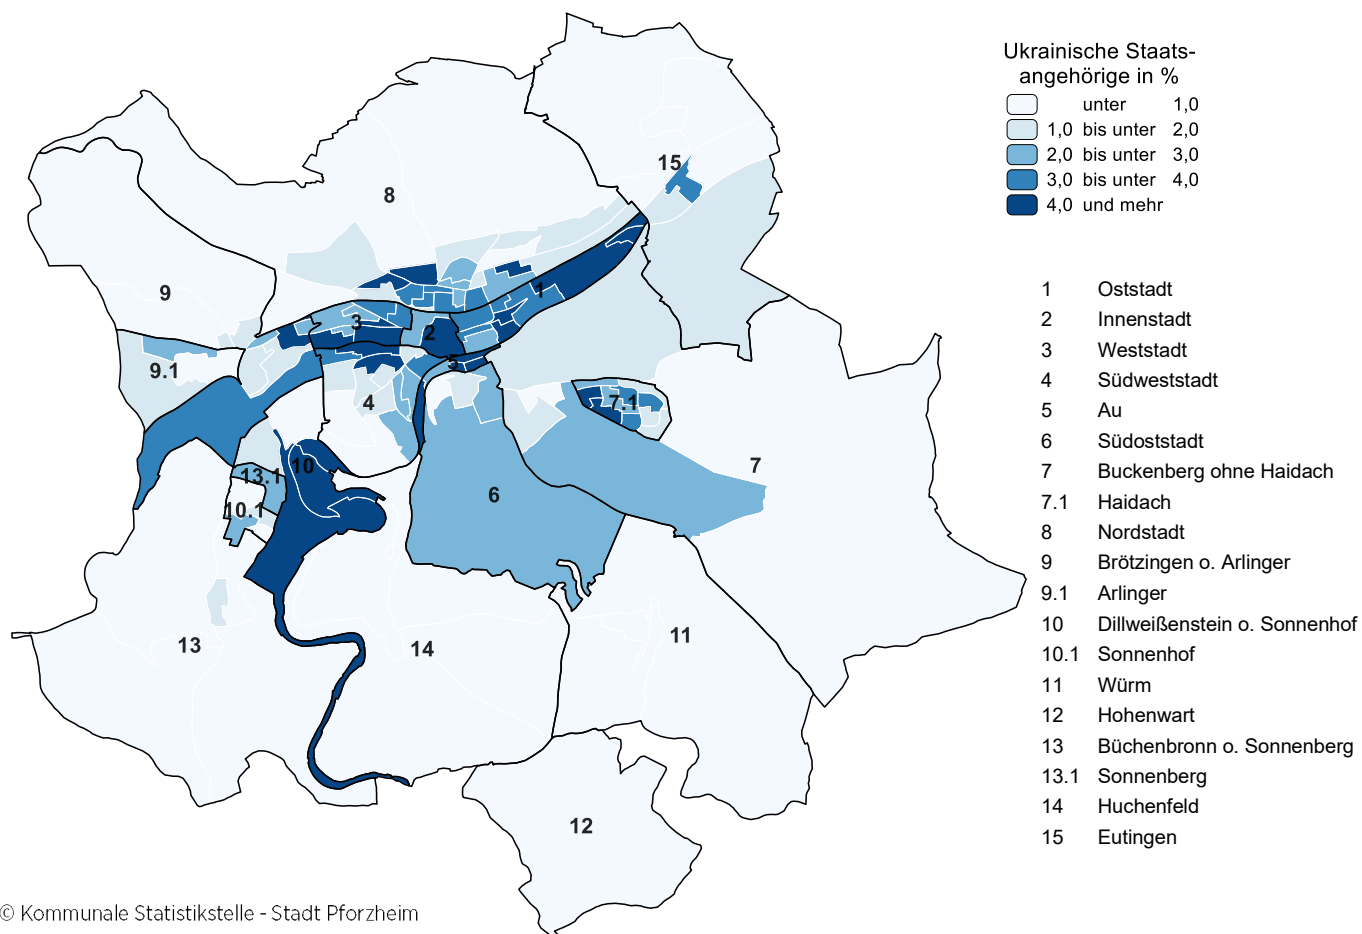 Ukrainische Staats-
angehörige in %
unter 1,0
1,0 bis unter 2,0
2,0 bis unter 3,0
3,0 bis unter 4,0
4,0 und mehr
1 Oststadt
2 Innenstadt
3 Weststadt
4 Südweststadt
5 Au
6 Südoststadt
7 Buckenberg ohne Haidach
7.1 Haidach
8 Nordstadt
9 Brötzingen o. Arlinger
9.1 Arlinger
10 Dillweißenstein o. Sonnenhof
10.1 Sonnenhof
11 Würm
12 Hohenwart
13 Büchenbronn o. Sonnenberg
13.1 Sonnenberg
14 Huchenfeld
15 Eutingen
15
8
9
1
3
2
5
9.1
4
7.1
10
7
13.1
6
10.1
11
13
14
12
© Kommunale Statistikstelle - Stadt Pforzheim